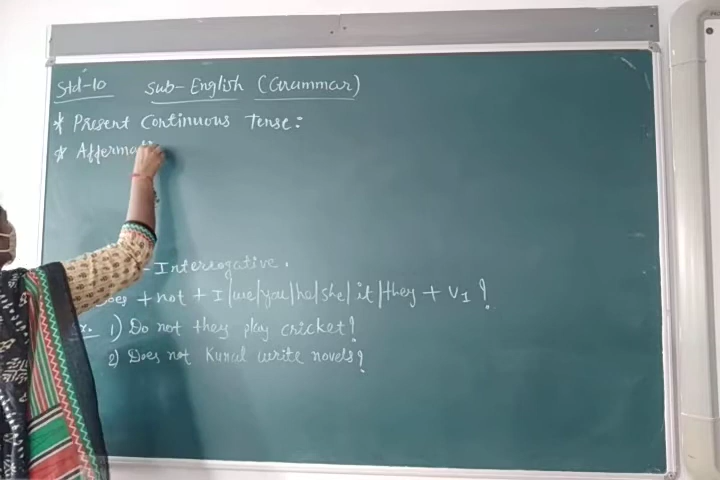 Std-10 Sub-English (Grammar)
* Present Continuous Tense:
* Affermati
- Interrogative.
+ not + I/we/you/he/she/it/they + V1 ?
1) Do not they play cricket?
2) Does not Kunal write novels?